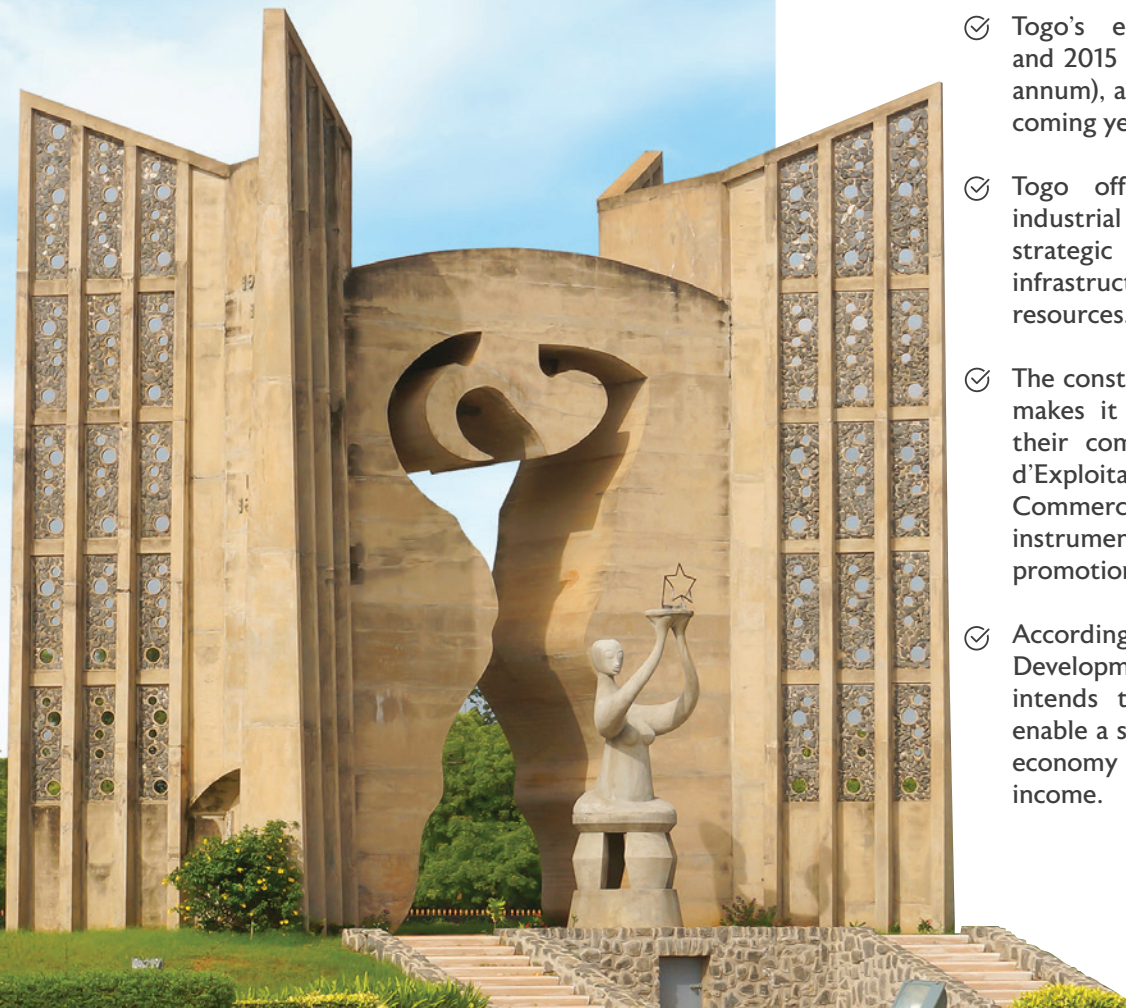 Togo's e
and 2015
annum), a
coming ye
Togo off
industrial
strategic
infrastruct
resources.
The const
makes it
their com
d'Exploita
Commerc
instrumen
promotion
According
Developm
intends t
enable a s
economy
income.